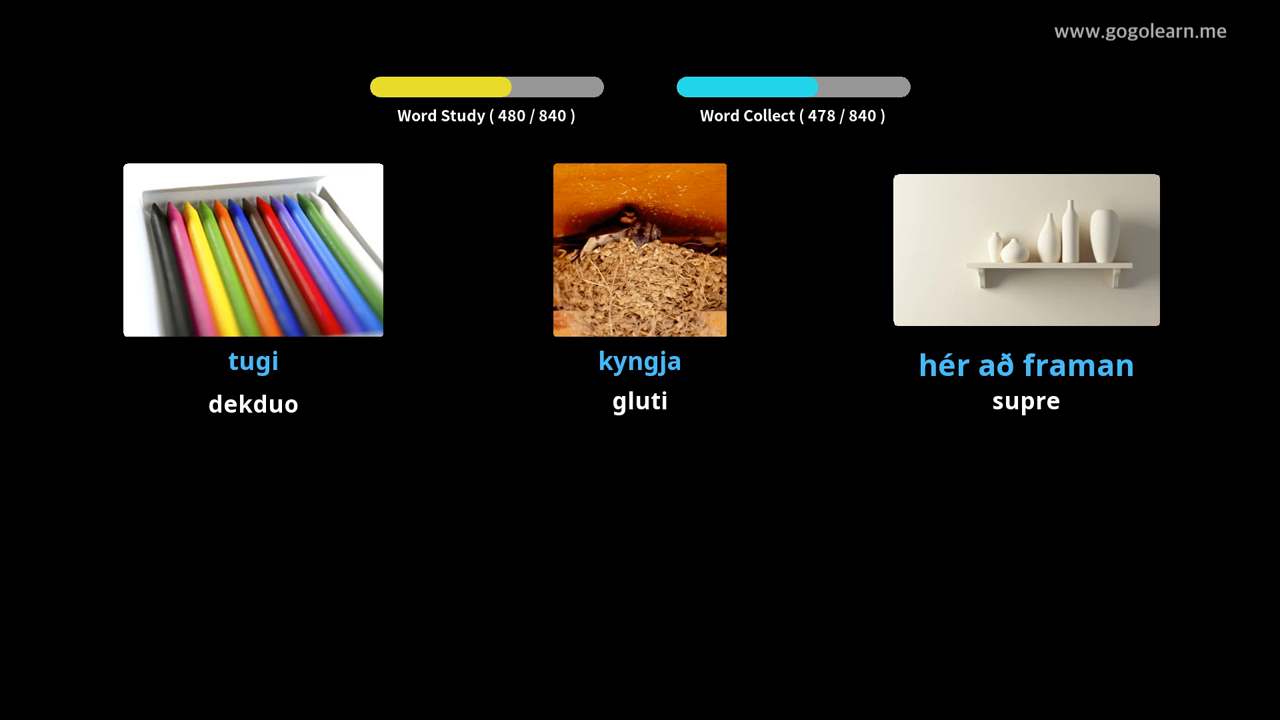 www.gogolearn.me
Word Study ( 480 / 840 )
Word Collect ( 478 / 840 )
tugi
kyngja
hér að framan
dekduo
gluti
supre